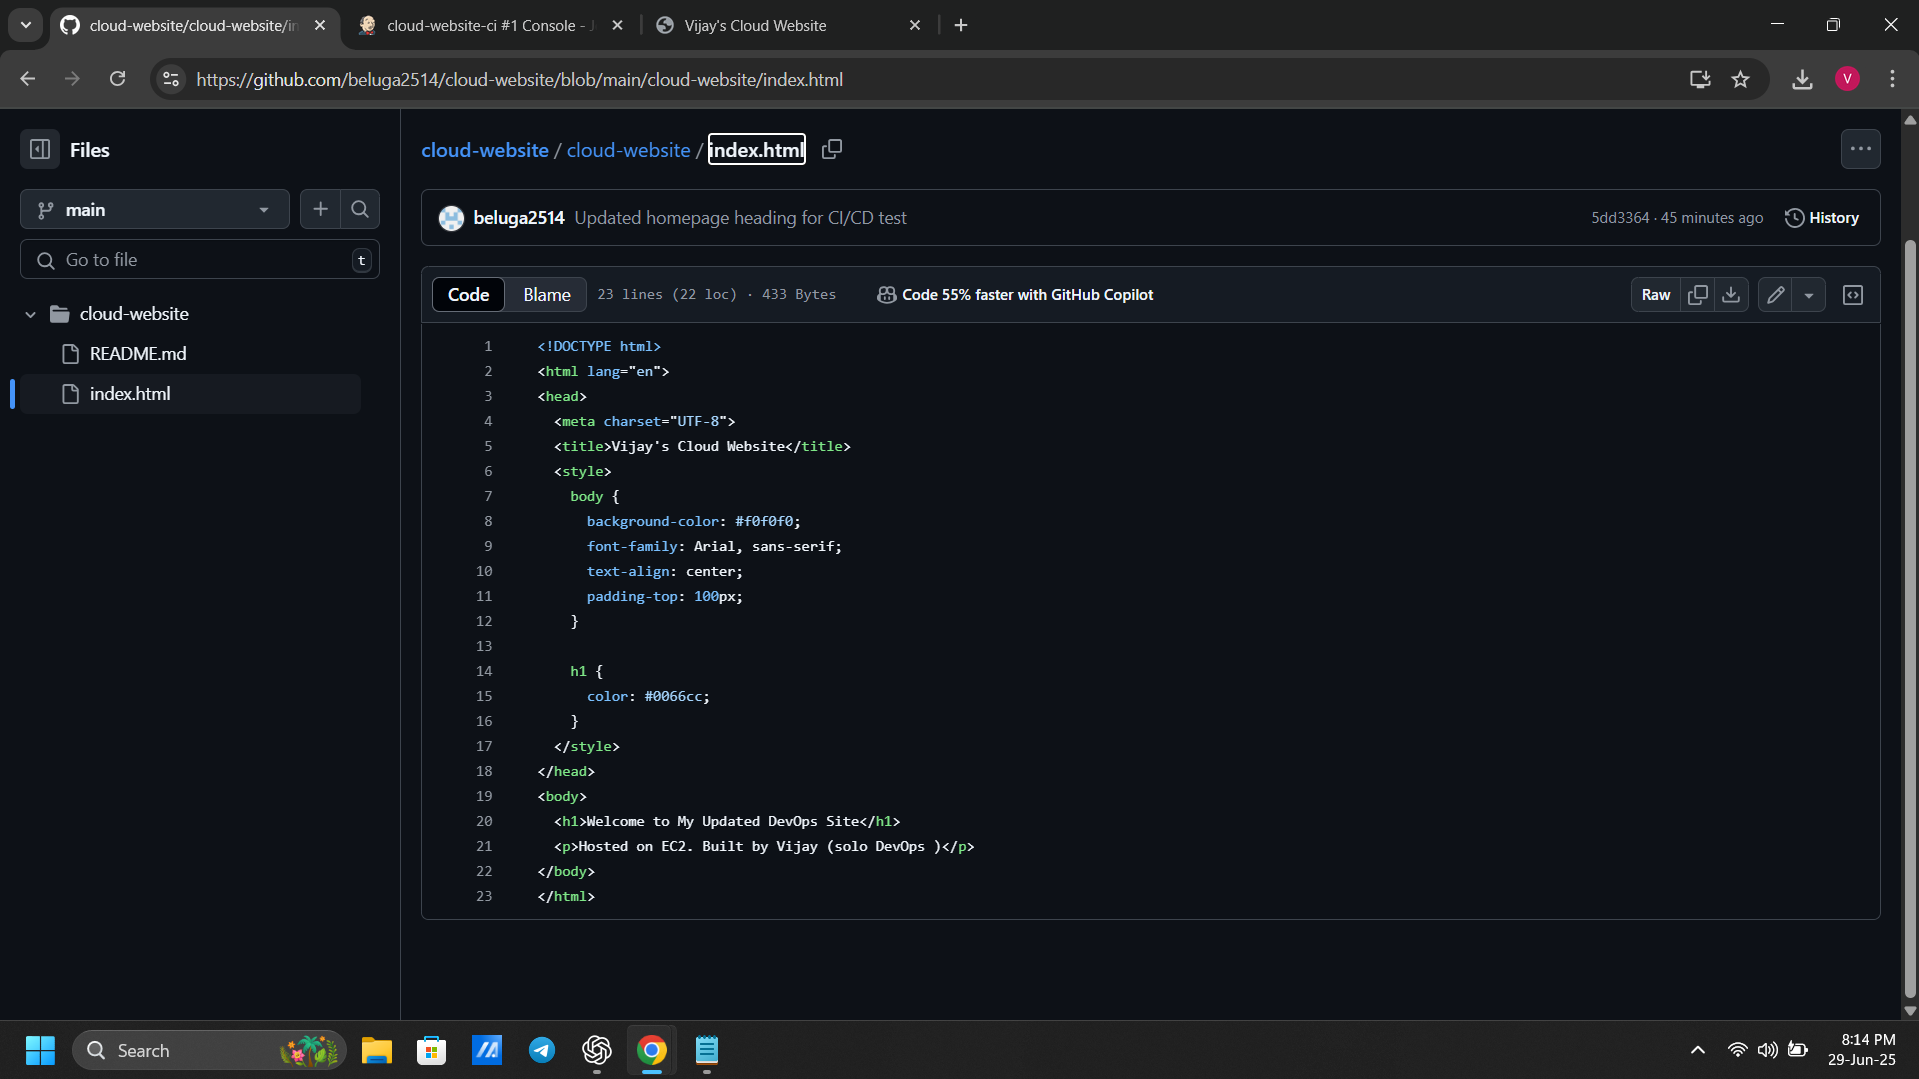 cloud-website/cloud-website/in
cloud-website-ci #1 Console - J
Vijay's Cloud Website
https://github.com/beluga2514/cloud-website/blob/main/cloud-website/index.html
V
Files
cloud-website / cloud-website / index.html
main
beluga2514 Updated homepage heading for CI/CD test
5dd3364 · 45 minutes ago
History
Go to file
t
Code
Blame
23 lines (22 loc) · 433 Bytes
Code 55% faster with GitHub Copilot
Raw
cloud-website
README.md
index.html
1 <!DOCTYPE html>
2 <html lang="en">
3 <head>
4 <meta charset="UTF-8">
5 <title>Vijay's Cloud Website</title>
6 <style>
7 body {
8 background-color: #f0f0f0;
9 font-family: Arial, sans-serif;
10 text-align: center;
11 padding-top: 100px;
12 }
13
14 h1 {
15 color: #0066cc;
16 }
17 </style>
18 </head>
19 <body>
20 <h1>Welcome to My Updated DevOps Site</h1>
21 <p>Hosted on EC2. Built by Vijay (solo DevOps )</p>
22 </body>
23 </html>
Search
8:14 PM
29-Jun-25